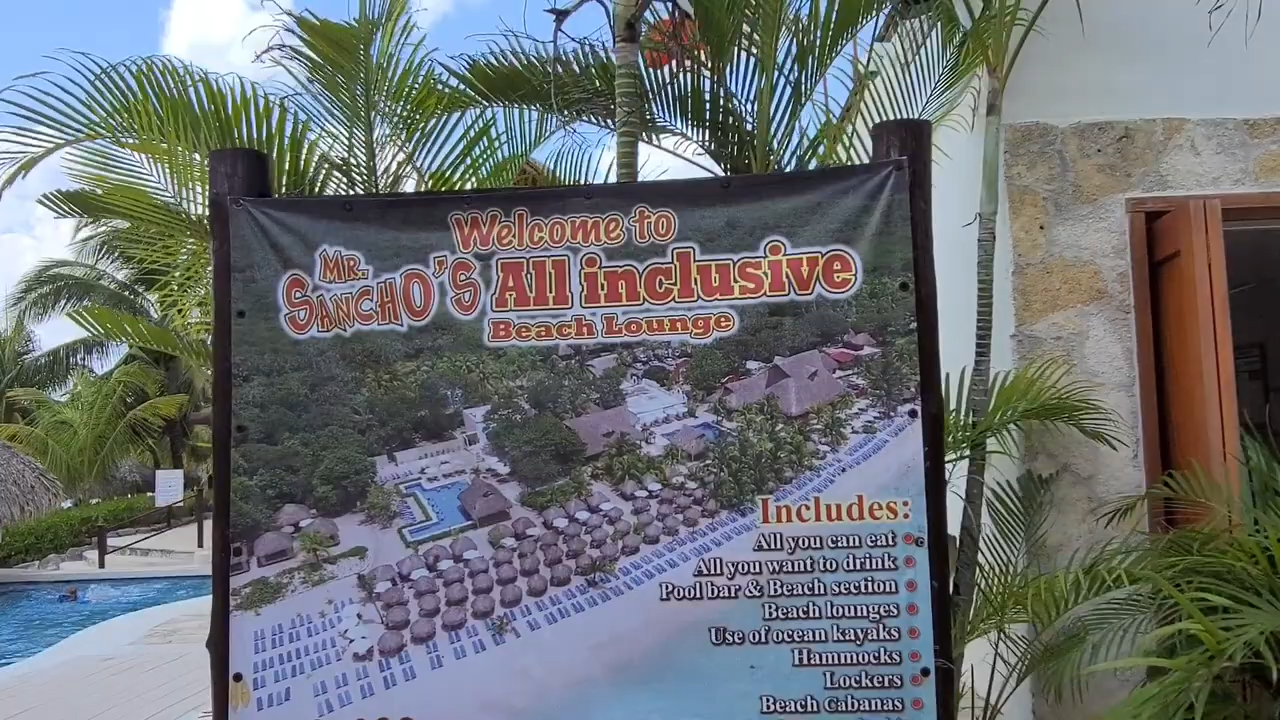 Welcome to
MR.
SANCHO'S All inclusive
Beach Lounge
Includes:
All you can eat
All you want to drink
Pool bar & Beach section
Beach lounges
Use of ocean kayaks
Hammocks
Lockers
Beach Cabanas